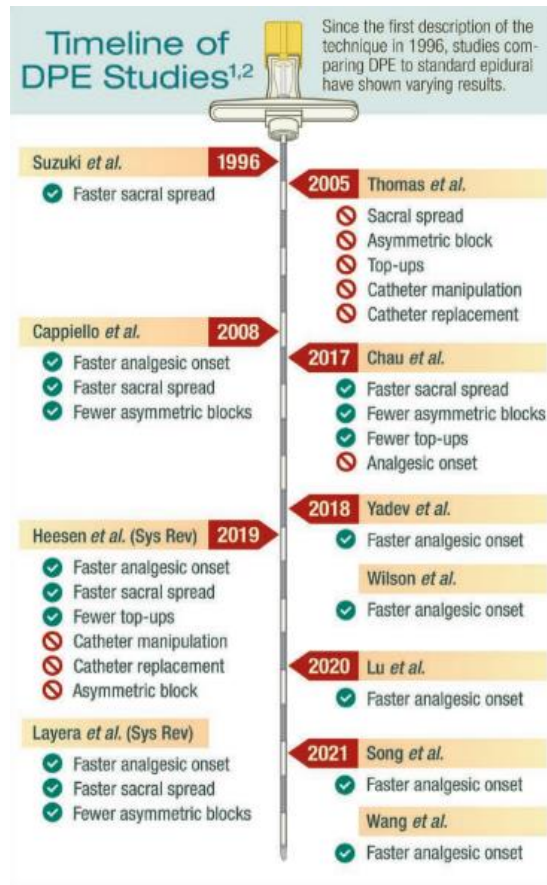 Timeline of
DPE Studies1,2
Since the first description of the
technique in 1996, studies com-
paring DPE to standard epidural
have shown varying results.
Suzuki et al. 1996
Faster sacral spread
2005 Thomas et al.
Sacral spread
Asymmetric block
Top-ups
Catheter manipulation
Catheter replacement
Cappiello et al. 2008
Faster analgesic onset
Faster sacral spread
Fewer asymmetric blocks
2017 Chau et al.
Faster sacral spread
Fewer asymmetric blocks
Fewer top-ups
Analgesic onset
2018 Yadev et al.
Faster analgesic onset
Wilson et al.
Faster analgesic onset
Heesen et al. (Sys Rev) 2019
Faster analgesic onset
Faster sacral spread
Fewer top-ups
Catheter manipulation
Catheter replacement
Asymmetric block
Layera et al. (Sys Rev)
Faster analgesic onset
Faster sacral spread
Fewer asymmetric blocks
2020 Lu et al.
Faster analgesic onset
2021 Song et al.
Faster analgesic onset
Wang et al.
Faster analgesic onset